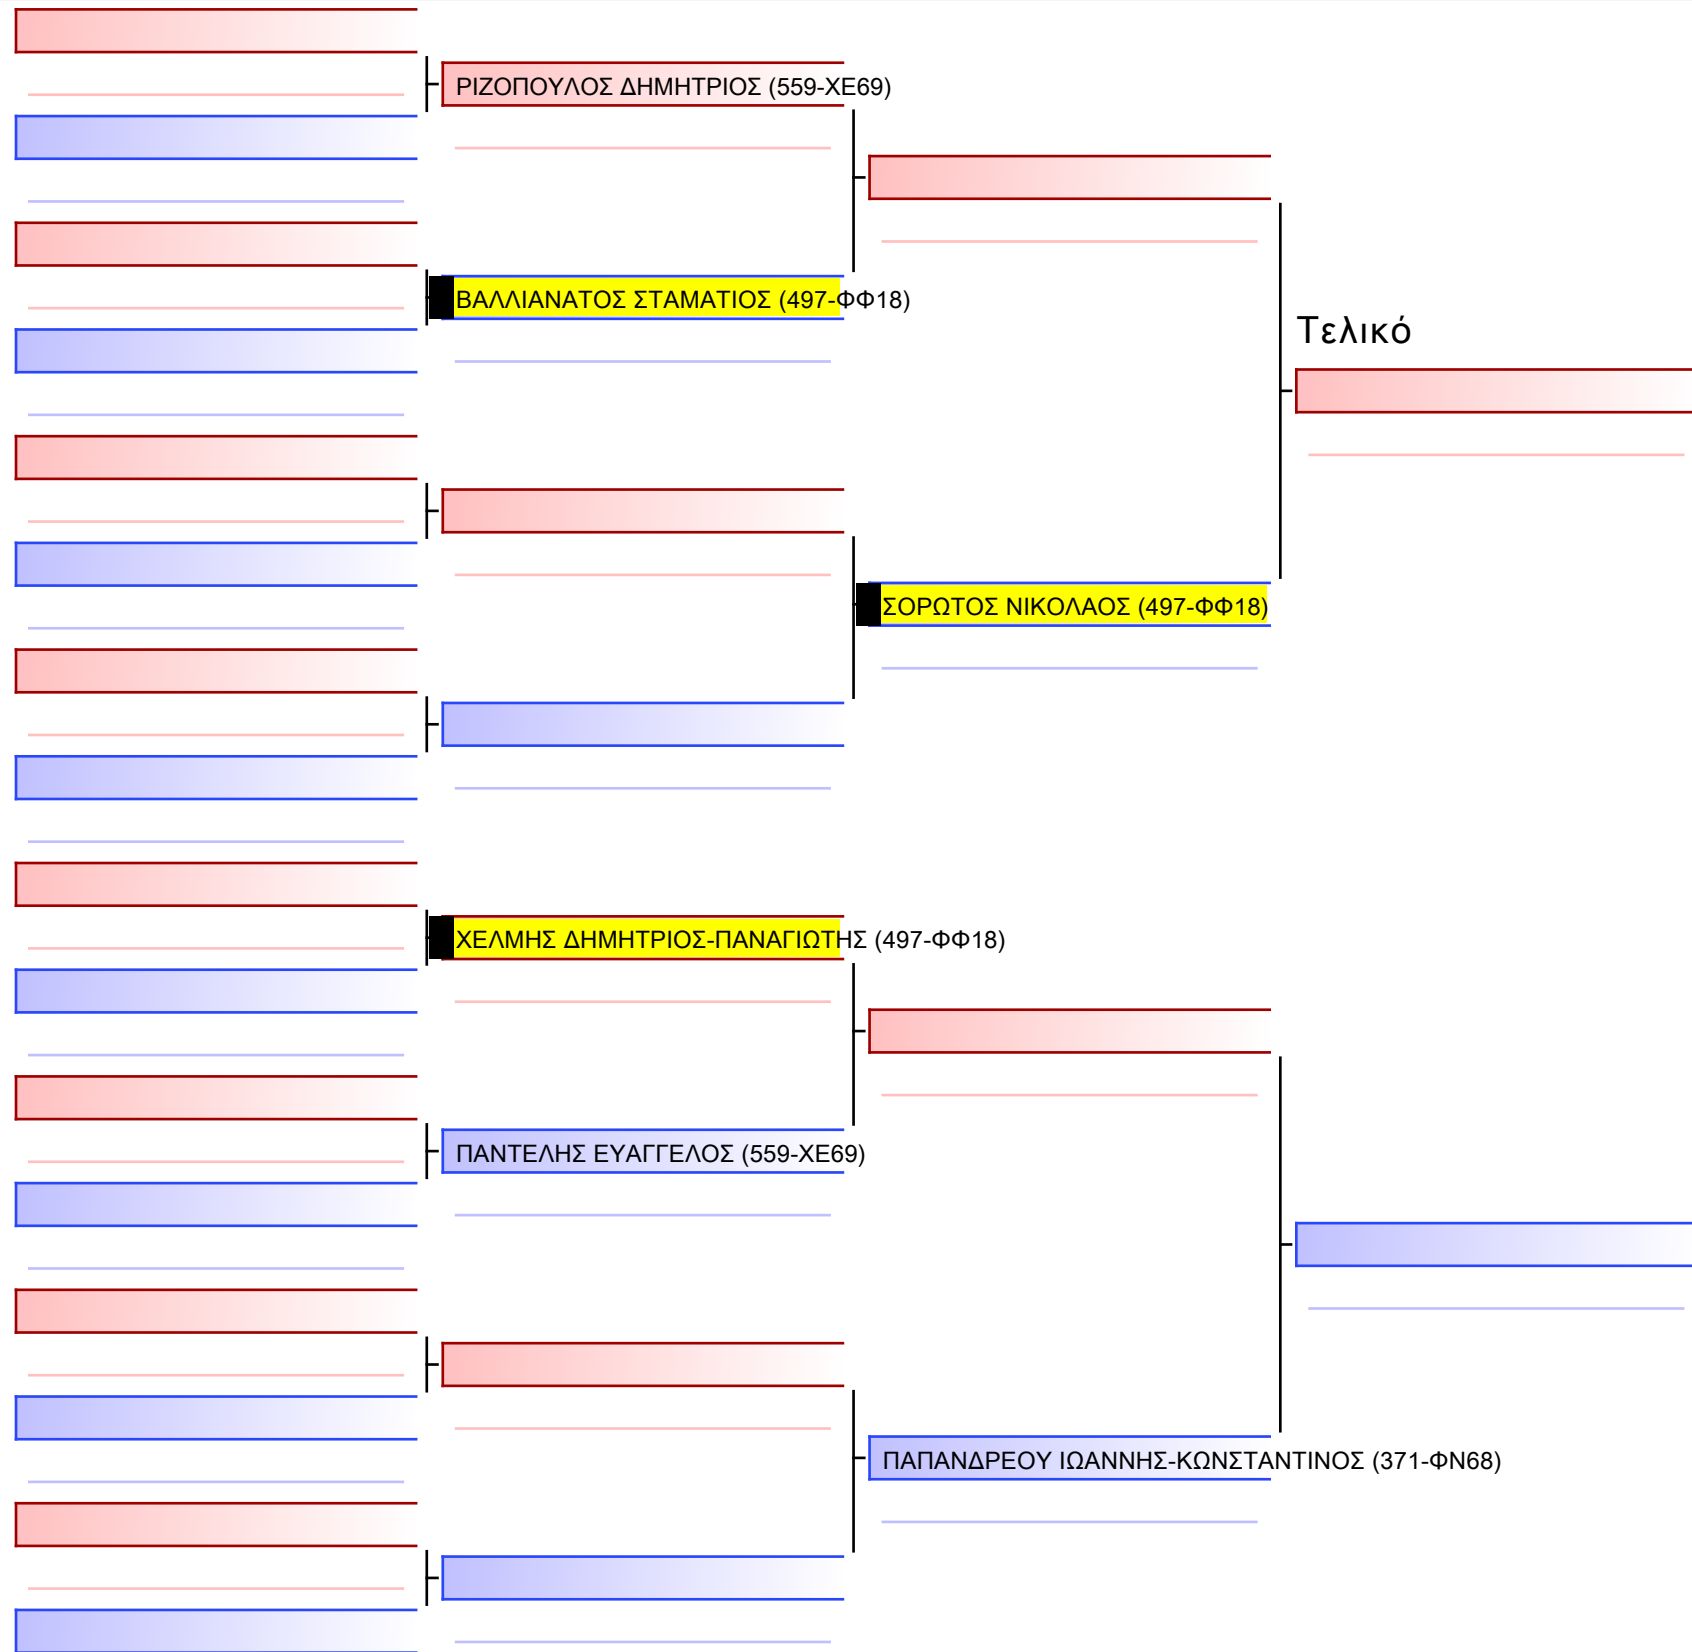 ΡΙΖΟΠΟΥΛΟΣ ΔΗΜΗΤΡΙΟΣ (559-ΧΕ69)
ΒΑΛΛΙΑΝΑΤΟΣ ΣΤΑΜΑΤΙΟΣ (497-ΦΦ18)
Τελικό
ΣΟΡΩΤΟΣ ΝΙΚΟΛΑΟΣ (497-ΦΦ18)
ΧΕΛΜΗΣ ΔΗΜΗΤΡΙΟΣ-ΠΑΝΑΓΙΩΤΗΣ (497-ΦΦ18)
ΠΑΝΤΕΛΗΣ ΕΥΑΓΓΕΛΟΣ (559-ΧΕ69)
ΠΑΠΑΝΔΡΕΟΥ ΙΩΑΝΝΗΣ-ΚΩΝΣΤΑΝΤΙΝΟΣ (371-ΦΝ68)